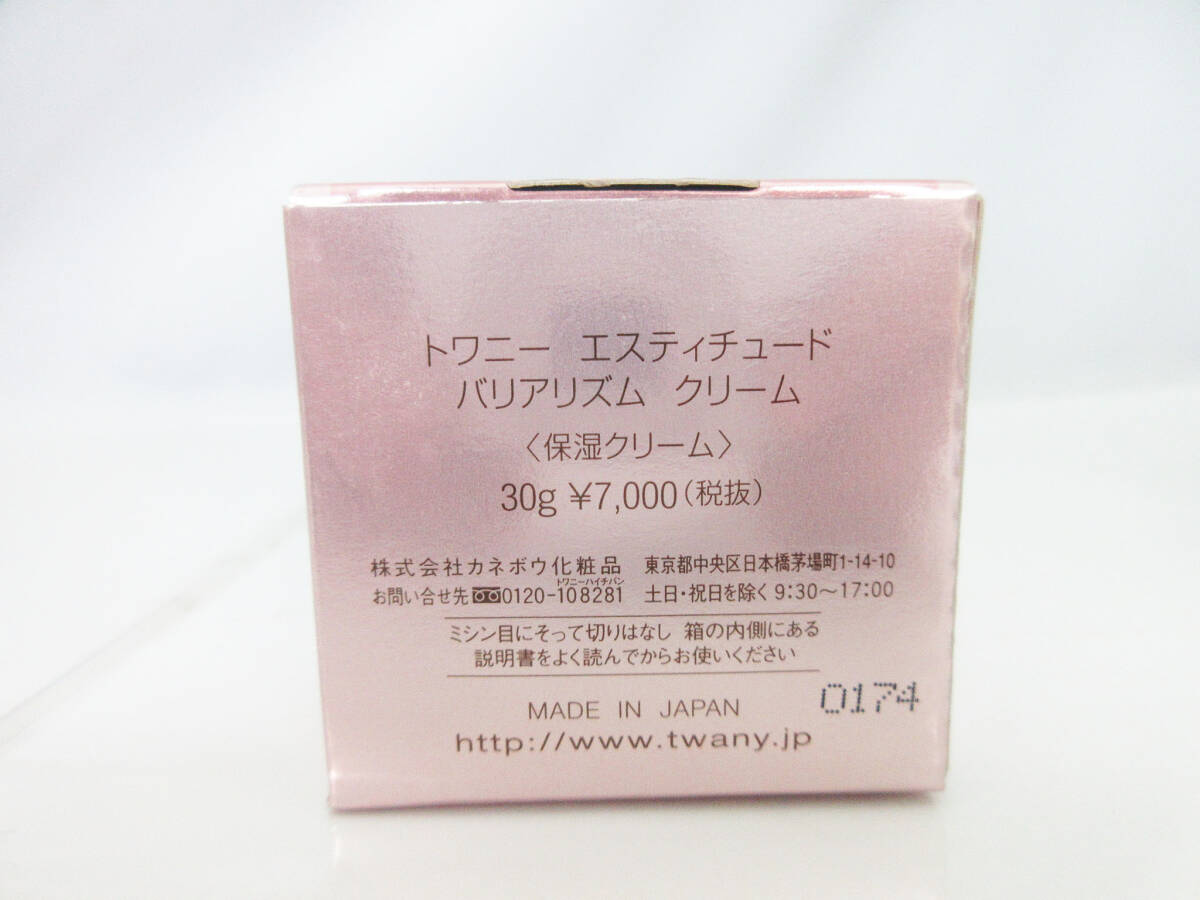 トワニー エスティチュード
バリアリズム クリーム
〈保湿クリーム〉
30g ¥7,000(税抜)
株式会社カネボウ化粧品 東京都中央区日本橋茅場町1-14-10
トワニーハイチバン
お問い合せ先 0120-108281 土日・祝日を除く 9:30〜17:00
ミシン目にそって切りはなし 箱の内側にある
説明書をよく読んでからお使いください
MADE IN JAPAN 0174
http://www.twany.jp